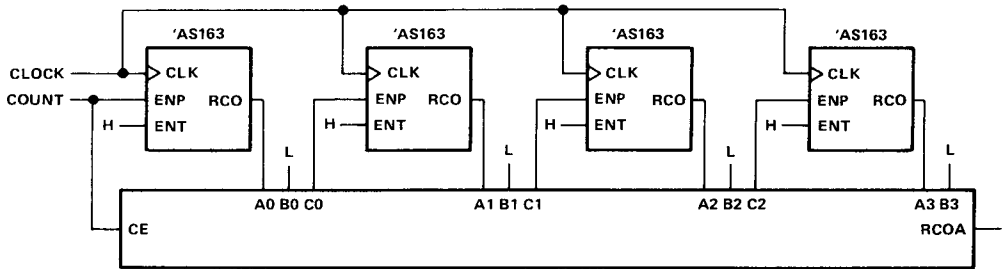 'AS163 'AS163 'AS163 'AS163
CLOCK CLK CLK CLK CLK
COUNT ENP RCO ENP RCO ENP RCO ENP RCO
H ENT H ENT H ENT H ENT
L L L L
A0 B0 C0 A1 B1 C1 A2 B2 C2 A3 B3
CE RCOA